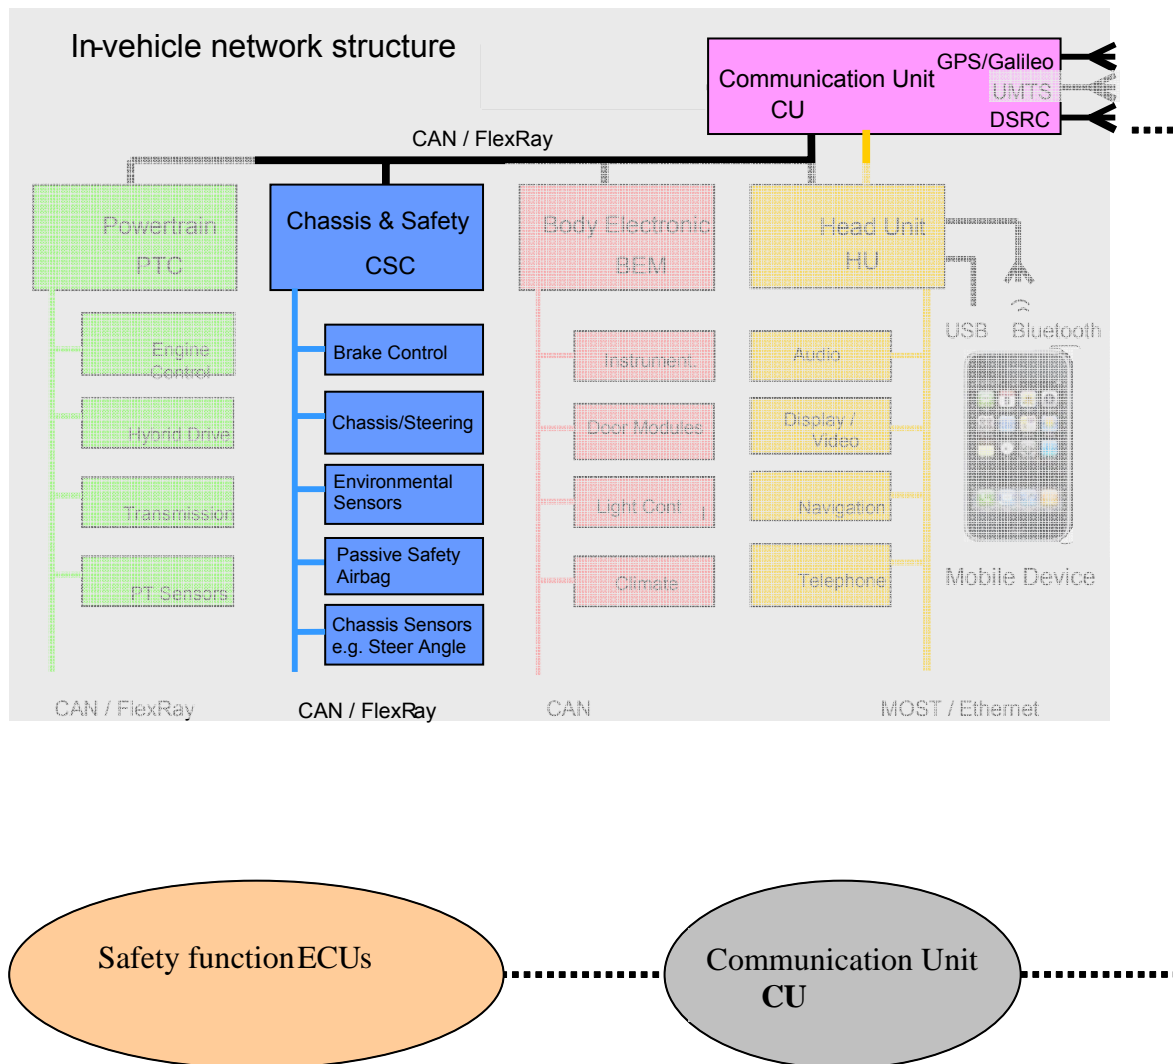 In-vehicle network structure
GPS/Galileo
Communication Unit
CU
UMTS
DSRC
CAN / FlexRay
Powertrain
PTC
Chassis & Safety
CSC
Body Electronic
BEM
Head Unit
HU
Engine
Control
Hybrid Drive
Transmission
PT Sensors
CAN / FlexRay
Brake Control
Chassis/Steering
Environmental
Sensors
Passive Safety
Airbag
Chassis Sensors
e.g. Steer Angle
CAN / FlexRay
Instrument.
Door Modules
Light Cont l
Climate
CAN
Audio
Display /
Video
Navigation
Telephone
MOST / Ethernet
USB Bluetooth
Mobile Device
Safety function ECUs
Communication Unit
CU